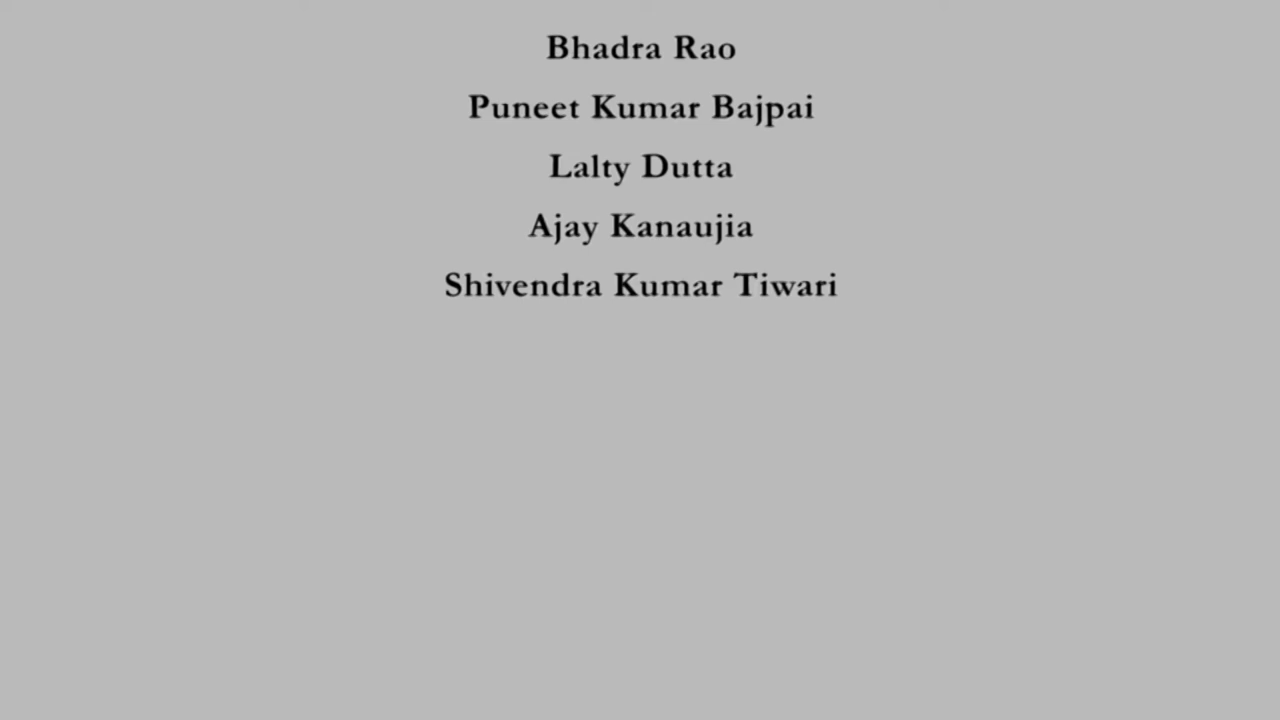 Bhadra Rao
Puneet Kumar Bajpai
Lalty Dutta
Ajay Kanaujia
Shivendra Kumar Tiwari